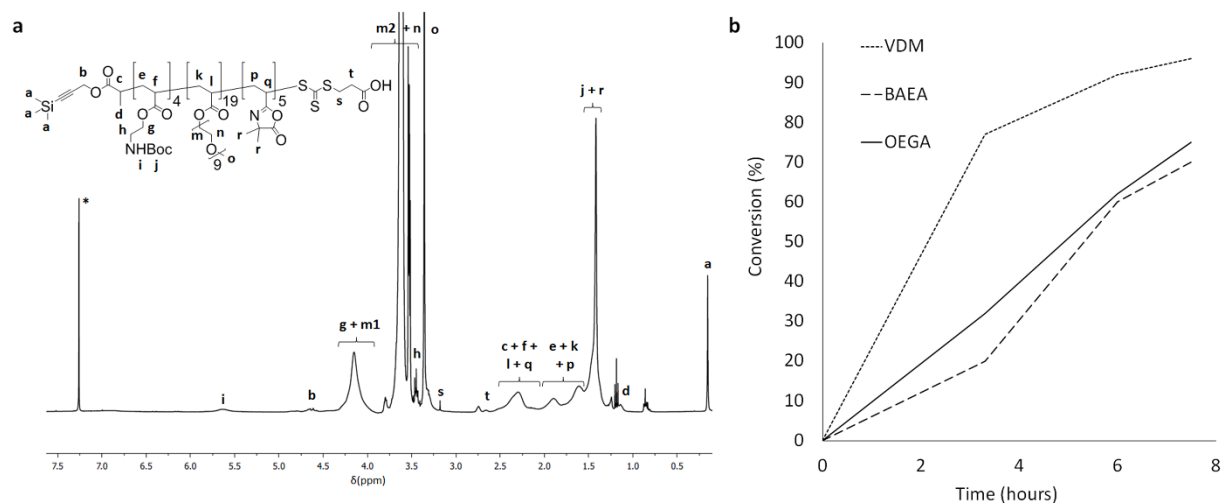 a
m2 + n
o
b
O
e
k
p
t
c
f
l
q
O
S
S
OH
a
Si
a
a
d
4
19
5
S
s
O
O
O
O
N
O
h
g
m
n
r
r
NHBoc
O
9
o
i
j
j + r
*
g + m1
h
s
c + f +
l + q
e + k
+ p
a
i
b
t
d
7.5 7.0 6.5 6.0 5.5 5.0 4.5 4.0 3.5 3.0 2.5 2.0 1.5 1.0 0.5
δ(ppm)
b
VDM
BAEA
OEGA
Conversion (%)
100
90
80
70
60
50
40
30
20
10
0
0 2 4 6 8
Time (hours)